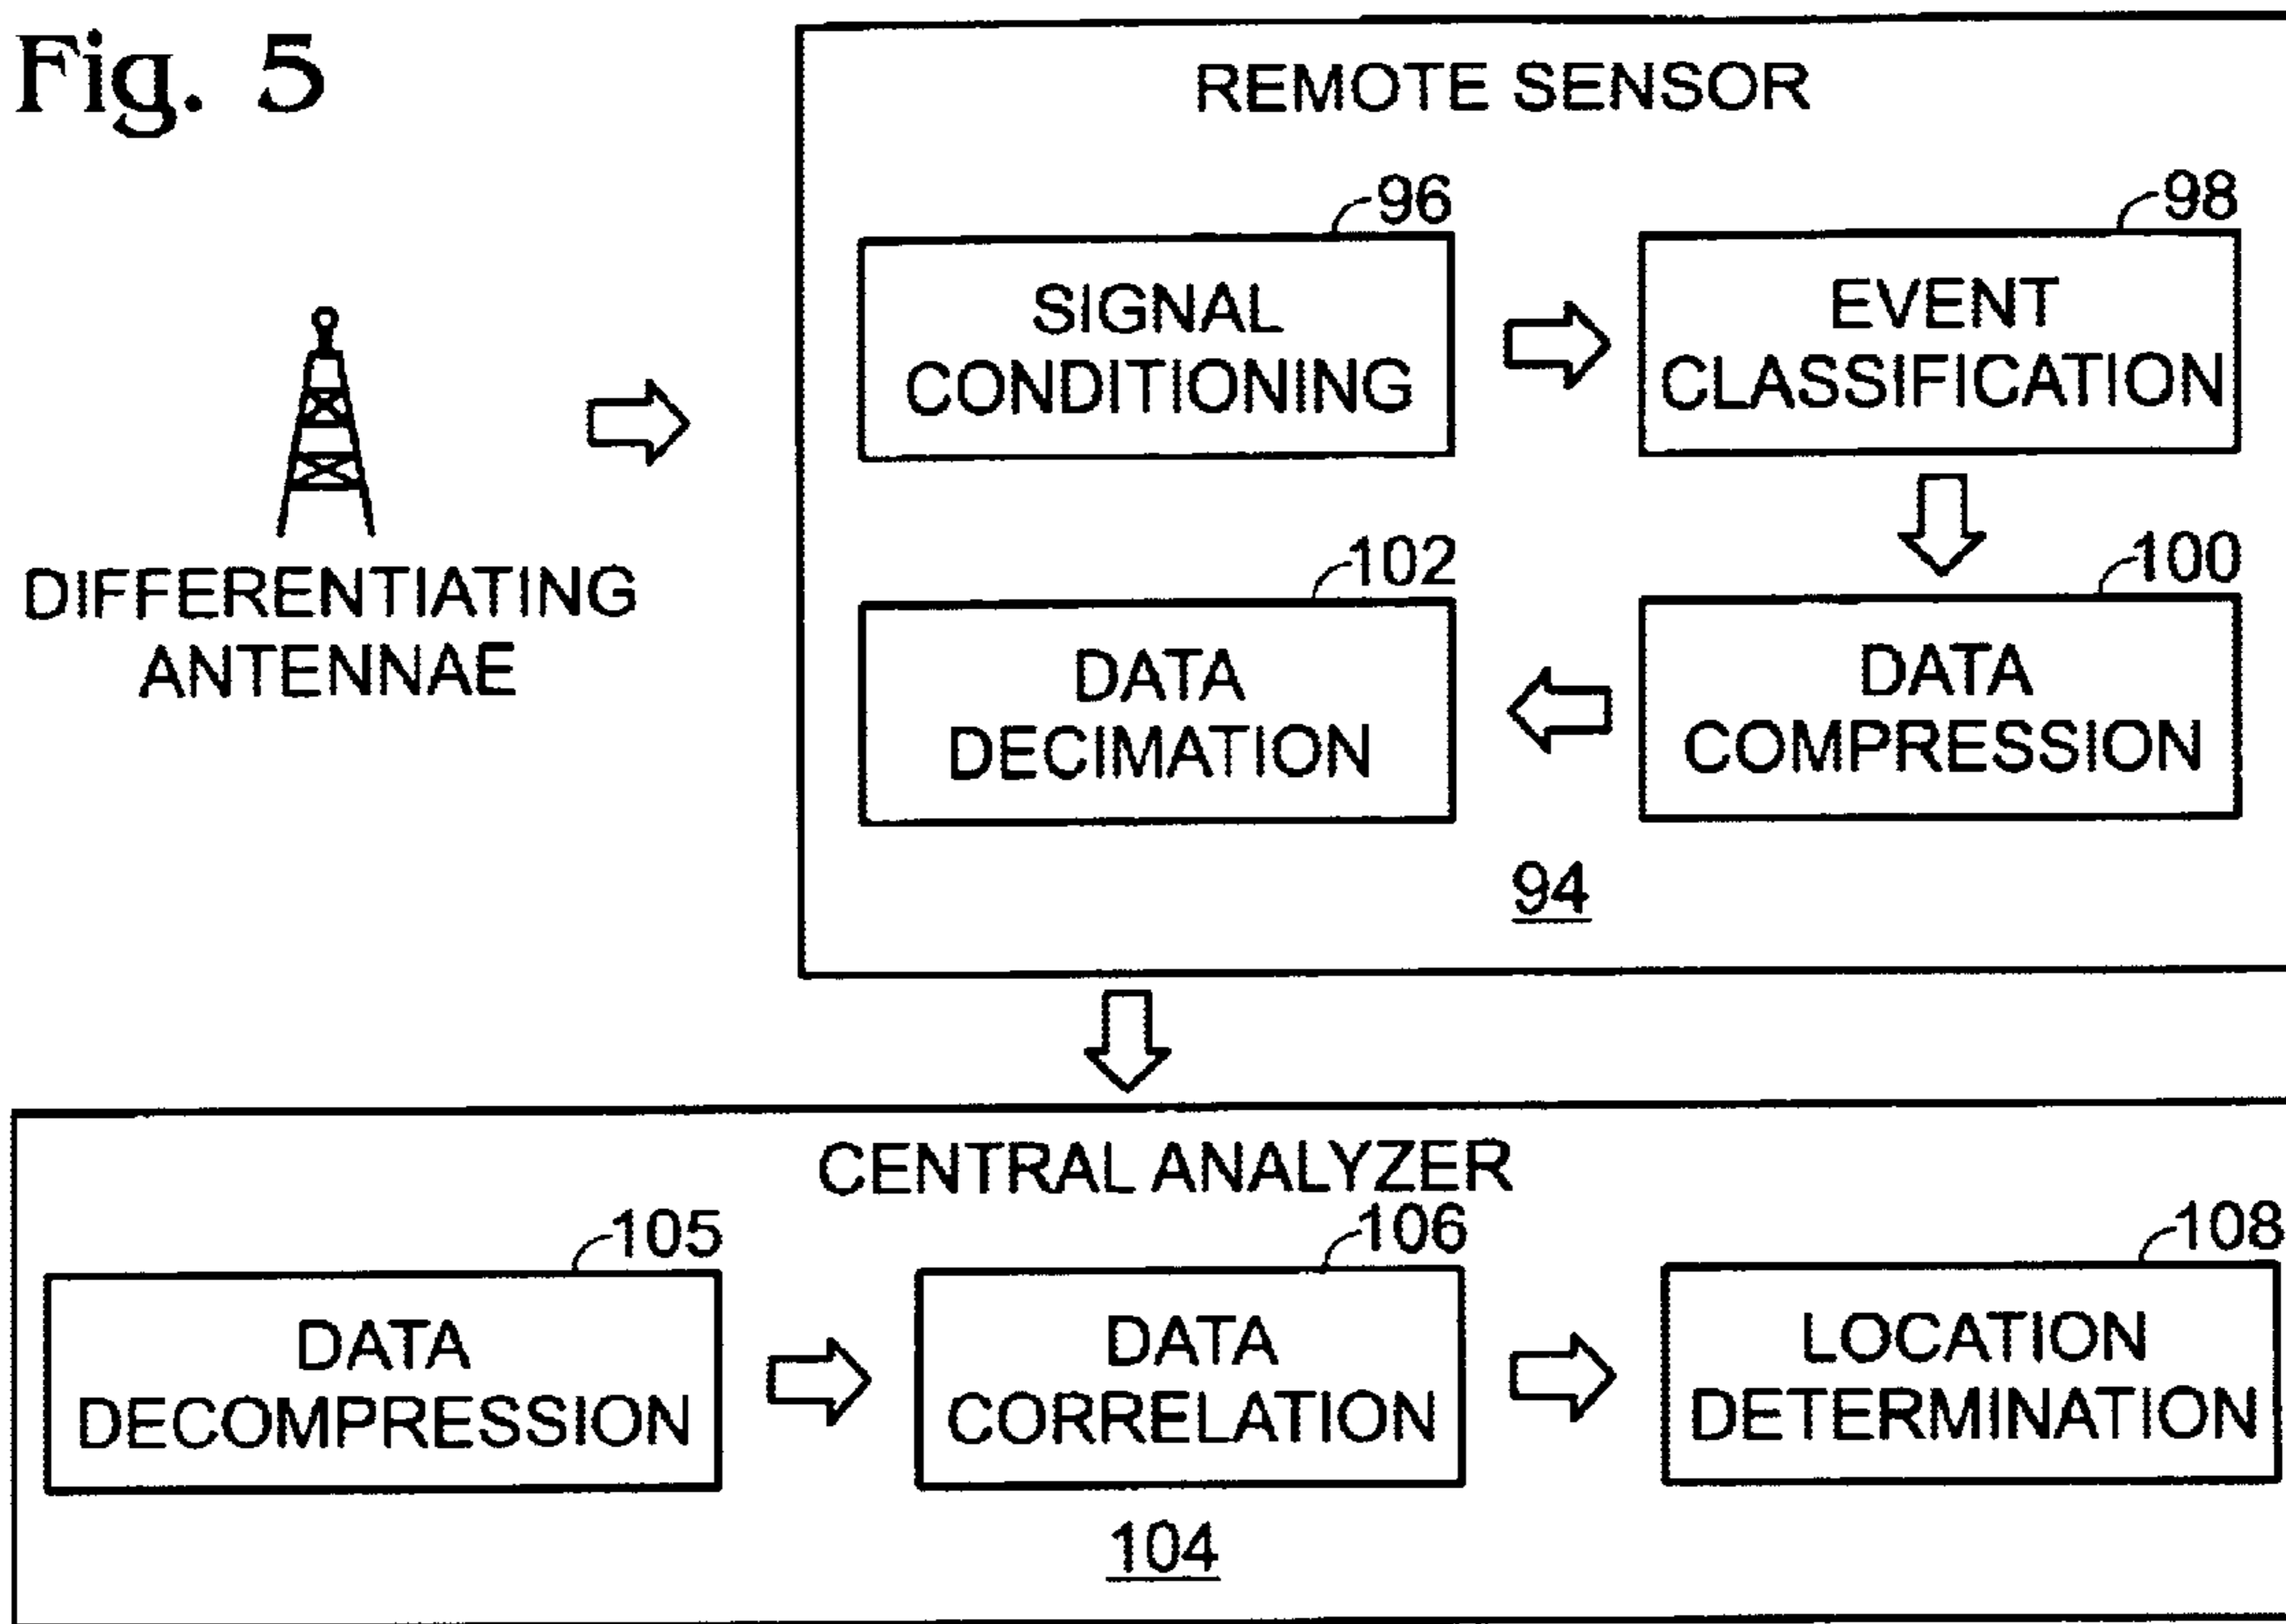 Fig. 5
REMOTE SENSOR
96
98
SIGNAL
CONDITIONING
EVENT
CLASSIFICATION
DIFFERENTIATING
ANTENNAE
102
100
DATA
DECIMATION
DATA
COMPRESSION
94
CENTRAL ANALYZER
105
106
108
DATA
DECOMPRESSION
DATA
CORRELATION
LOCATION
DETERMINATION
104